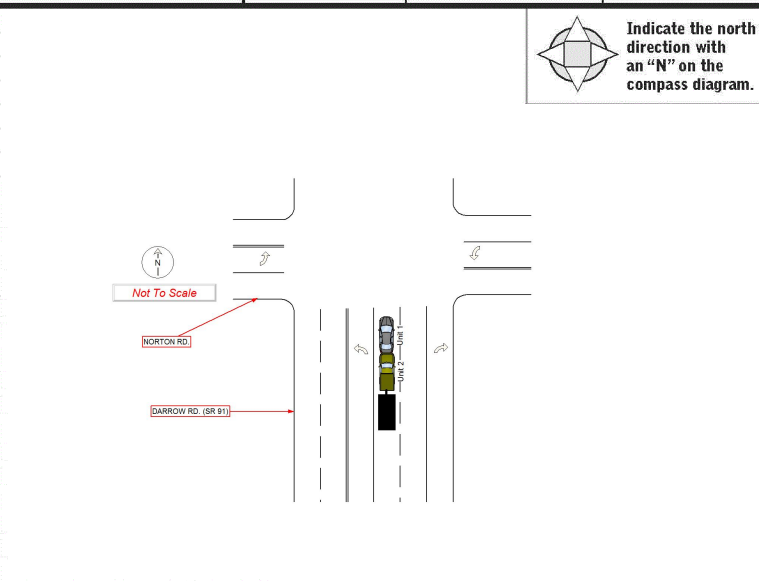 Indicate the north
direction with
an “N” on the
compass diagram.
N
Not To Scale
NORTON RD.
Unit 1
Unit 2
DARROW RD. (SR 91)